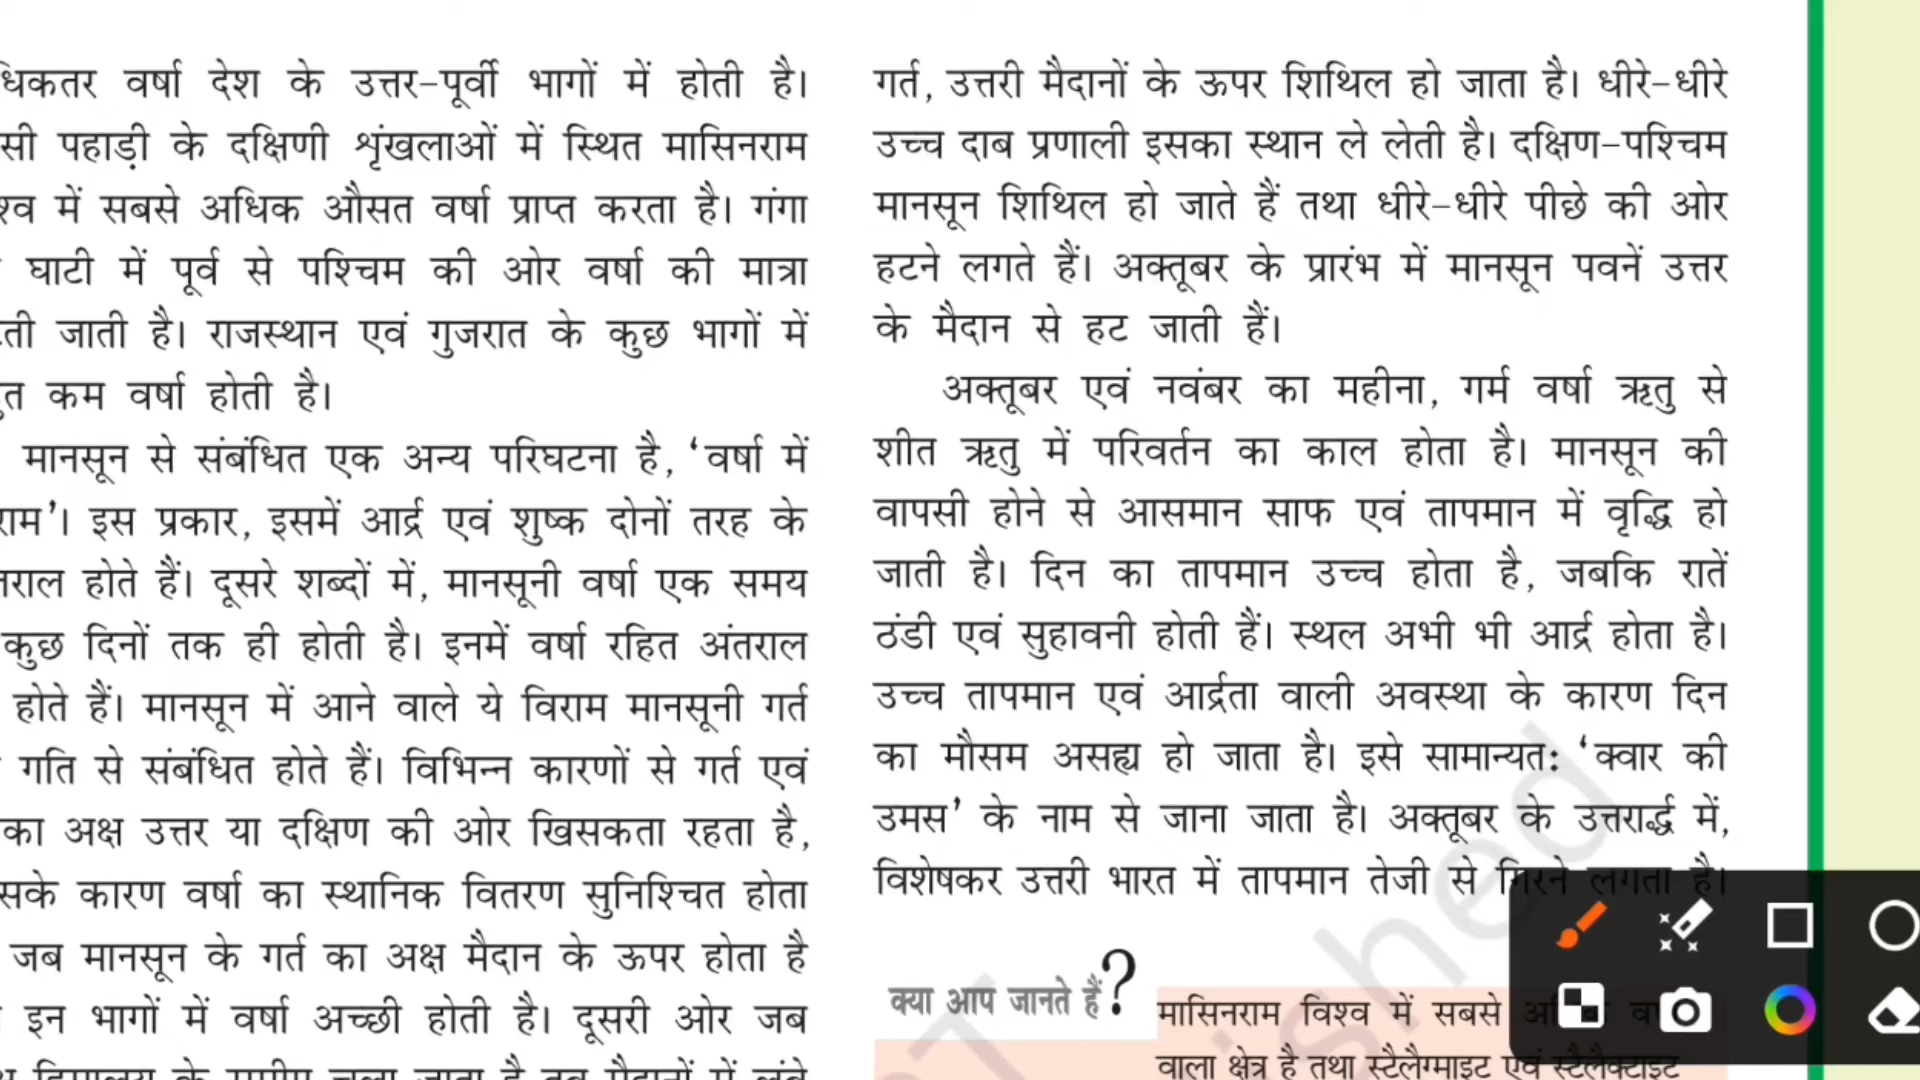 वर्षा देश के उत्तर-पूर्वी भागों में होती है।
पहाड़ी के दक्षिणी शृंखलाओं में स्थित मासिनराम
में सबसे अधिक औसत वर्षा प्राप्त करता है। गंगा
घाटी में पूर्व से पश्चिम की ओर वर्षा की मात्रा
जाती है। राजस्थान एवं गुजरात के कुछ भागों में
कम वर्षा होती है।
मानसून से संबंधित एक अन्य परिघटना है, ‘वर्षा में
इस प्रकार, इसमें आर्द्र एवं शुष्क दोनों तरह के
होते हैं। दूसरे शब्दों में, मानसूनी वर्षा एक समय
कुछ दिनों तक ही होती है। इनमें वर्षा रहित अंतराल
होते हैं। मानसून में आने वाले ये विराम मानसूनी गर्त
गति से संबंधित होते हैं। विभिन्न कारणों से गर्त एवं
का अक्ष उत्तर या दक्षिण की ओर खिसकता रहता है,
कारण वर्षा का स्थानिक वितरण सुनिश्चित होता
जब मानसून के गर्त का अक्ष मैदान के ऊपर होता है
इन भागों में वर्षा अच्छी होती है। दूसरी ओर जब
गर्त, उत्तरी मैदानों के ऊपर शिथिल हो जाता है। धीरे-धीरे
उच्च दाब प्रणाली इसका स्थान ले लेती है। दक्षिण-पश्चिम
मानसून शिथिल हो जाते हैं तथा धीरे-धीरे पीछे की ओर
हटने लगते हैं। अक्तूबर के प्रारंभ में मानसून पवनें उत्तर
के मैदान से हट जाती हैं।
अक्तूबर एवं नवंबर का महीना, गर्म वर्षा ऋतु से
शीत ऋतु में परिवर्तन का काल होता है। मानसून की
वापसी होने से आसमान साफ एवं तापमान में वृद्धि हो
जाती है। दिन का तापमान उच्च होता है, जबकि रातें
ठंडी एवं सुहावनी होती हैं। स्थल अभी भी आर्द्र होता है।
उच्च तापमान एवं आर्द्रता वाली अवस्था के कारण दिन
का मौसम असह्य हो जाता है। इसे सामान्यतः ‘क्वार की
उमस’ के नाम से जाना जाता है। अक्तूबर के उत्तरार्द्ध में,
विशेषकर उत्तरी भारत में तापमान तेजी से गिरने लगता है।
क्या आप जानते हैं?
मासिनराम विश्व में सबसे
वाला क्षेत्र है तथा स्टैलैग्माइट एवं स्टैलैक्टाइट